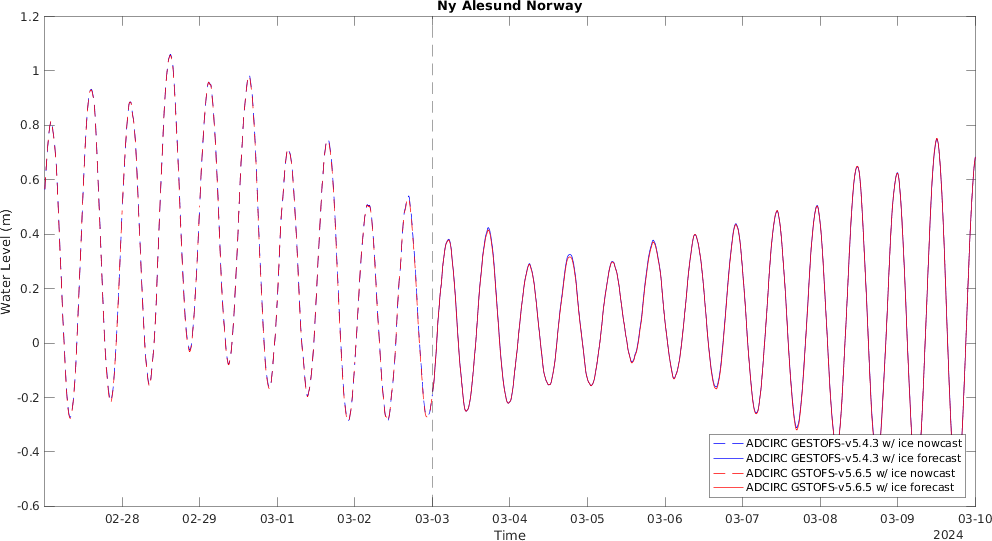 Ny Alesund Norway
1.2
1
0.8
0.6
0.4
0.2
0
-0.2
-0.4
-0.6
Water Level (m)
ADCIRC GESTOFS-v5.4.3 w/ ice nowcast
ADCIRC GESTOFS-v5.4.3 w/ ice forecast
ADCIRC GSTOFS-v5.6.5 w/ ice nowcast
ADCIRC GSTOFS-v5.6.5 w/ ice forecast
02-28 02-29 03-01 03-02 03-03 03-04 03-05 03-06 03-07 03-08 03-09 03-10
Time
2024